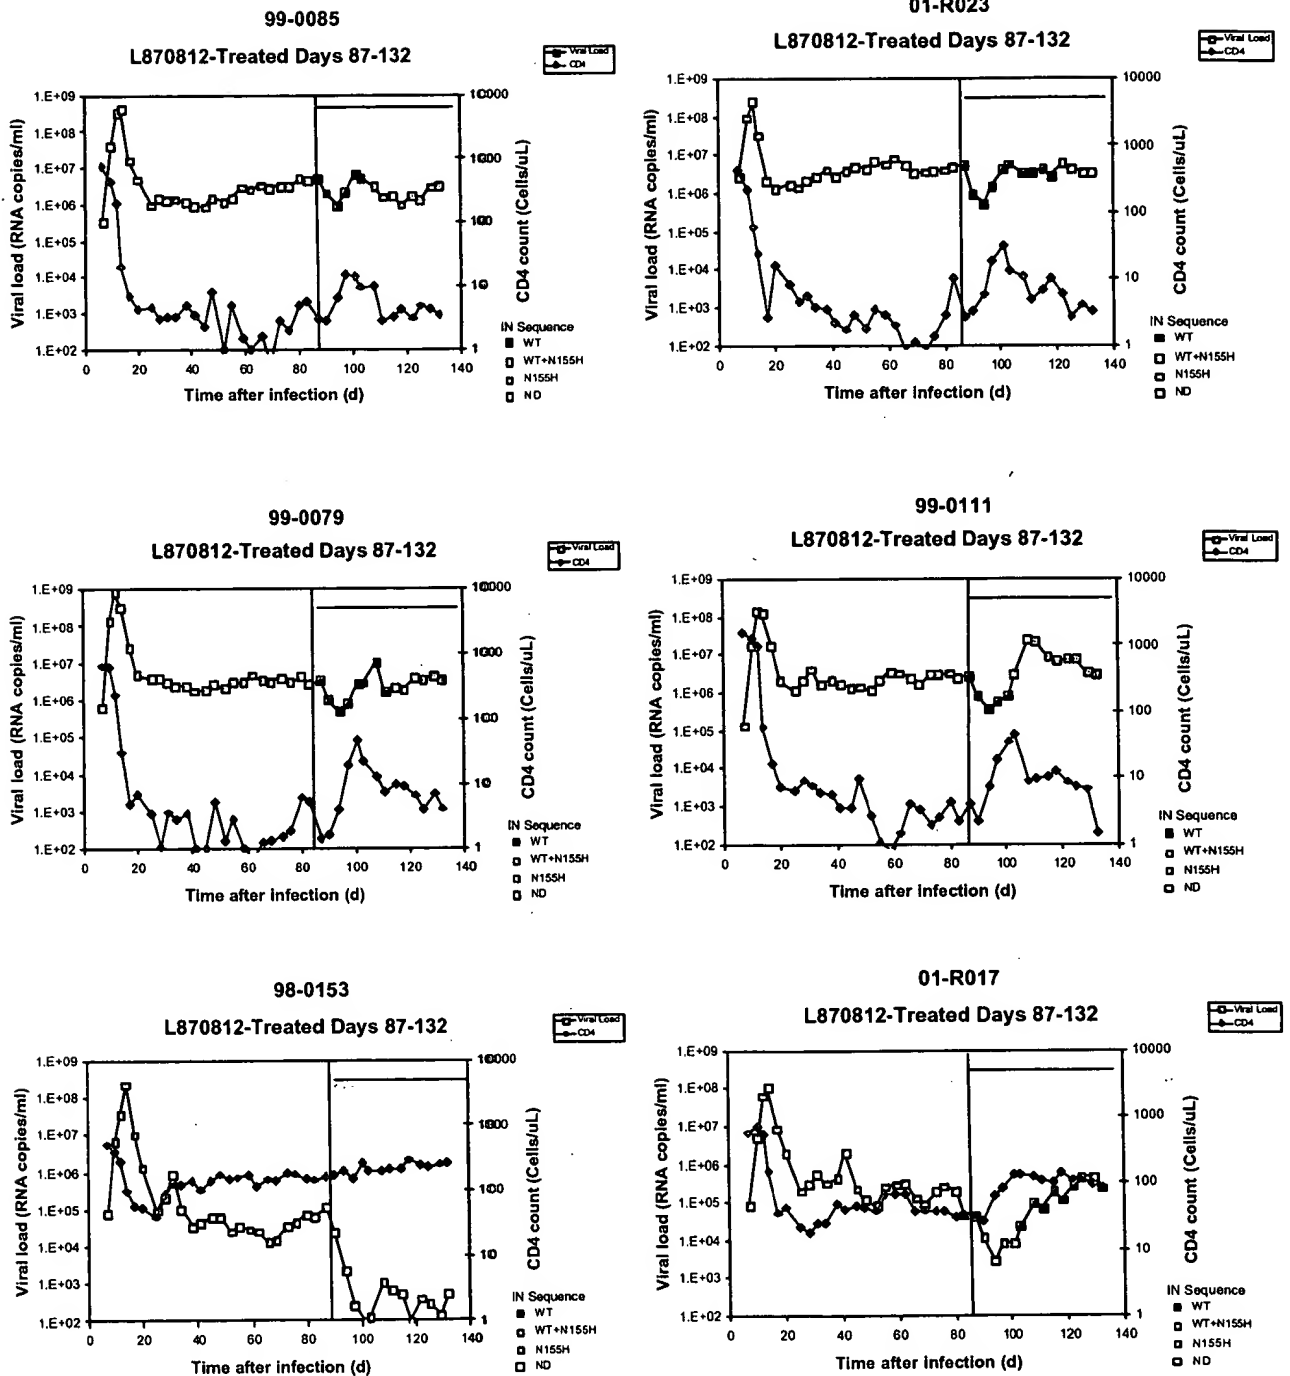 99-0085
L870812-Treated Days 87-132
Viral Load
CD4
Viral load (RNA copies/ml)
1.E+09
1.E+08
1.E+07
1.E+06
1.E+05
1.E+04
1.E+03
1.E+02
CD4 count (Cells/uL)
10
1
0 20 40 60 80 100 120 140
Time after infection (d)
IN Sequence
WT
WT+N155H
N155H
ND
01-R023
L870812-Treated Days 87-132
Viral Load
CD4
Viral load (RNA copies/ml)
1.E+09
1.E+08
1.E+07
1.E+06
1.E+05
1.E+04
1.E+03
1.E+02
CD4 count (Cells/uL)
10000
1000
100
10
1
0 20 40 60 80 100 120 140
Time after infection (d)
IN Sequence
WT
WT+N155H
N155H
ND
99-0079
L870812-Treated Days 87-132
Viral Load
CD4
Viral load (RNA copies/ml)
1.E+09
1.E+08
1.E+07
1.E+06
1.E+05
1.E+04
1.E+03
1.E+02
CD4 count (Cells/uL)
1000
100
10
1
0 20 40 60 80 100 120 140
Time after infection (d)
IN Sequence
WT
WT+N155H
N155H
ND
99-0111
L870812-Treated Days 87-132
Viral Load
CD4
Viral load (RNA copies/ml)
1.E+09
1.E+08
1.E+07
1.E+06
1.E+05
1.E+04
1.E+03
1.E+02
CD4 count (Cells/uL)
10000
1000
100
10
1
0 20 40 60 80 100 120 140
Time after infection (d)
IN Sequence
WT
WT+N155H
N155H
ND
98-0153
L870812-Treated Days 87-132
Viral Load
CD4
Viral load (RNA copies/ml)
1.E+09
1.E+08
1.E+07
1.E+06
1.E+05
1.E+04
1.E+03
1.E+02
CD4 count (Cells/uL)
100
10
1
0 20 40 60 80 100 120 140
Time after infection (d)
IN Sequence
WT
WT+N155H
N155H
ND
01-R017
L870812-Treated Days 87-132
Viral Load
CD4
Viral load (RNA copies/ml)
1.E+09
1.E+08
1.E+07
1.E+06
1.E+05
1.E+04
1.E+03
1.E+02
CD4 count (Cells/uL)
10000
1000
100
10
1
0 20 40 60 80 100 120 140
Time after infection (d)
IN Sequence
WT
WT+N155H
N155H
ND